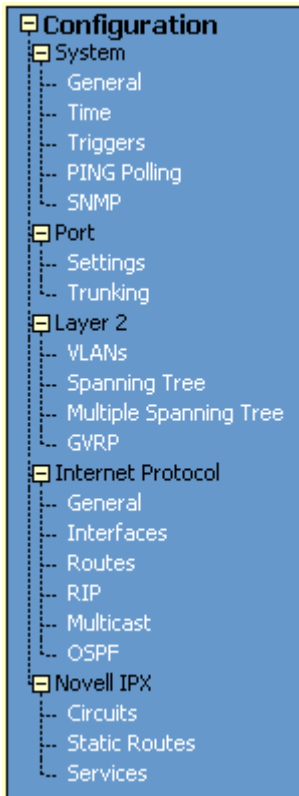 Configuration
System
General
Time
Triggers
PING Polling
SNMP
Port
Settings
Trunking
Layer 2
VLANs
Spanning Tree
Multiple Spanning Tree
GVRP
Internet Protocol
General
Interfaces
Routes
RIP
Multicast
OSPF
Novell IPX
Circuits
Static Routes
Services